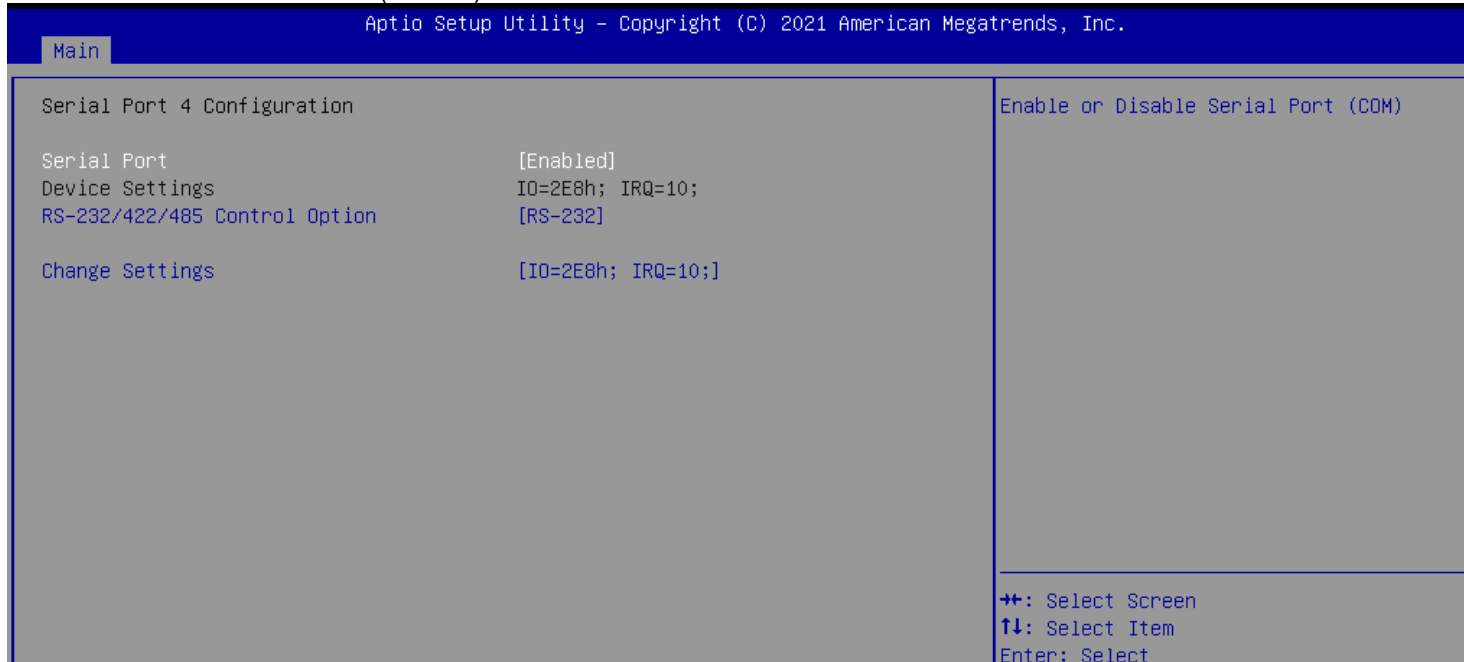 Aptio Setup Utility – Copyright (C) 2021 American Megatrends, Inc.
Main
Serial Port 4 Configuration
Serial Port [Enabled]
Device Settings IO=2E8h; IRQ=10;
RS-232/422/485 Control Option [RS-232]
Change Settings [IO=2E8h; IRQ=10;]
Enable or Disable Serial Port (COM)
→←: Select Screen
↑↓: Select Item
Enter: Select